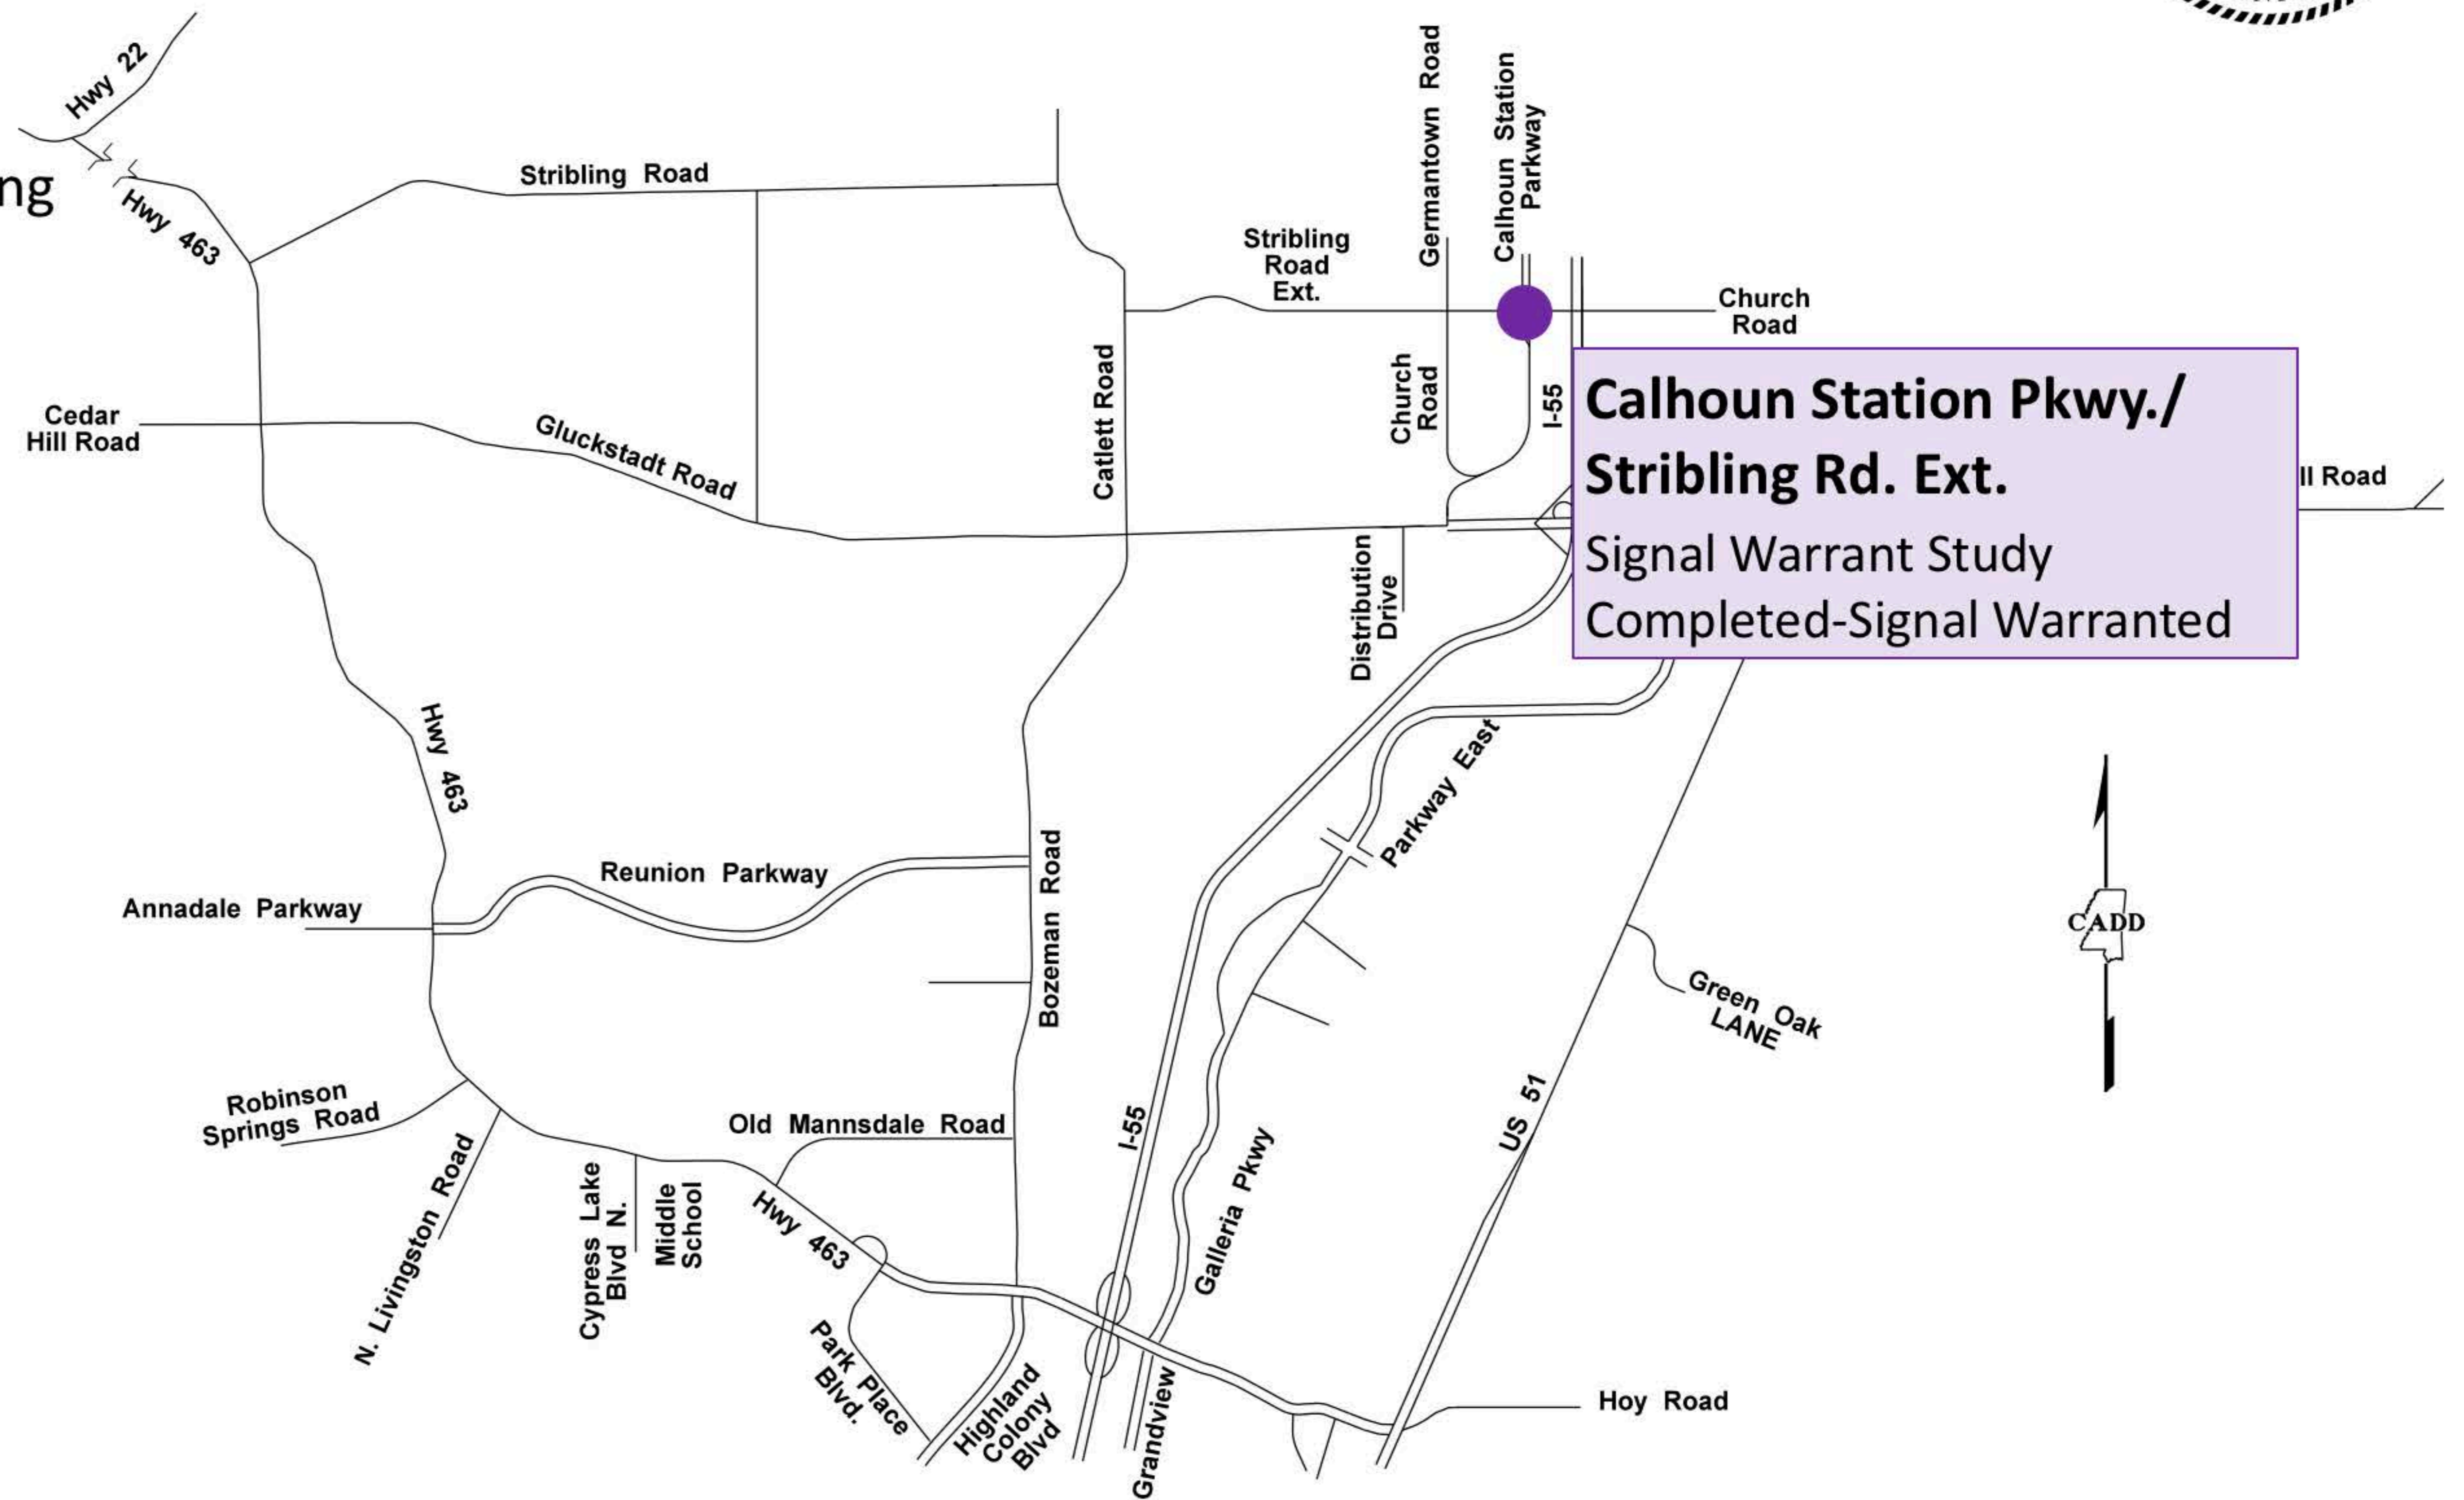 Hwy 22
ng
Hwy 463
Stribling Road
Germantown Road
Calhoun Station
Parkway
Stribling
Road
Ext.
Church
Road
Cedar
Hill Road
Gluckstadt Road
Catlett Road
Church
Road
I-55
Calhoun Station Pkwy./
Stribling Rd. Ext.
Signal Warrant Study
Completed-Signal Warranted
ll Road
Distribution
Drive
Hwy 463
Parkway East
Reunion Parkway
Annadale Parkway
Bozeman Road
CADD
Green Oak
LANE
Robinson
Springs Road
Old Mannsdale Road
I-55
US 51
N. Livingston Road
Cypress Lake
Blvd N.
Middle
School
Hwy 463
Galleria Pkwy
Park Place
Blvd.
Highland
Colony
Blvd
Grandview
Hoy Road